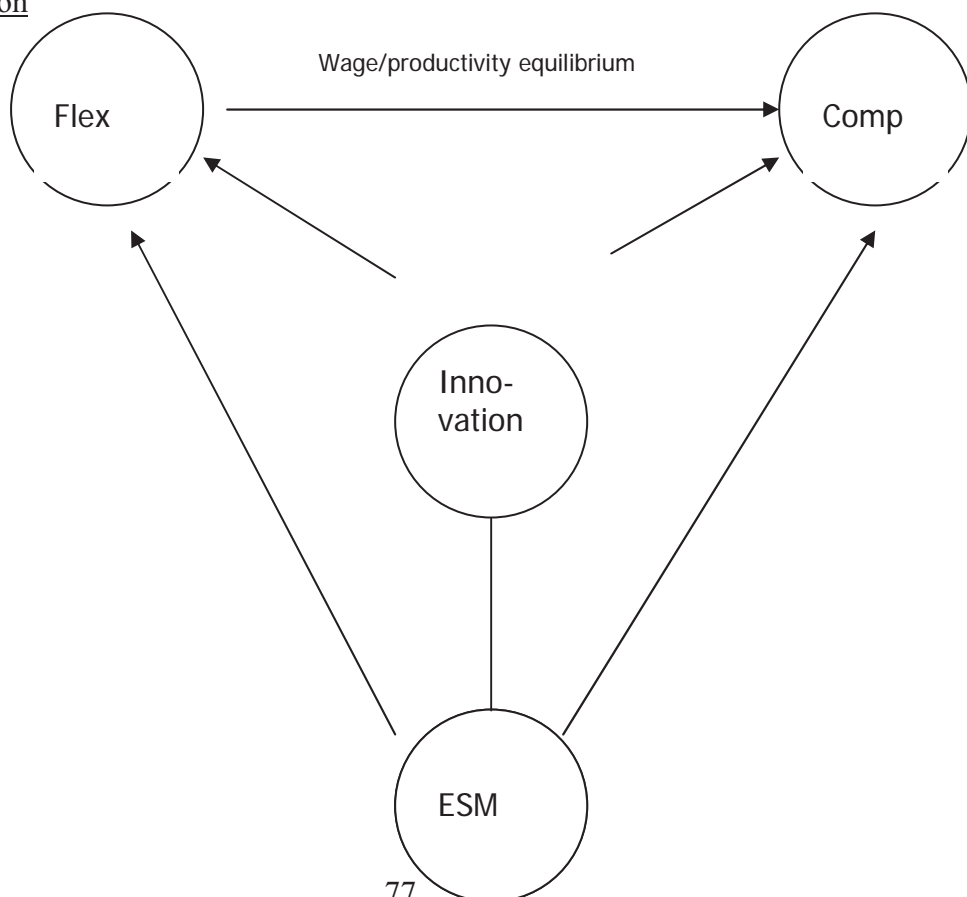 on
Wage/productivity equilibrium
Flex
Comp
Inno-
vation
ESM
77